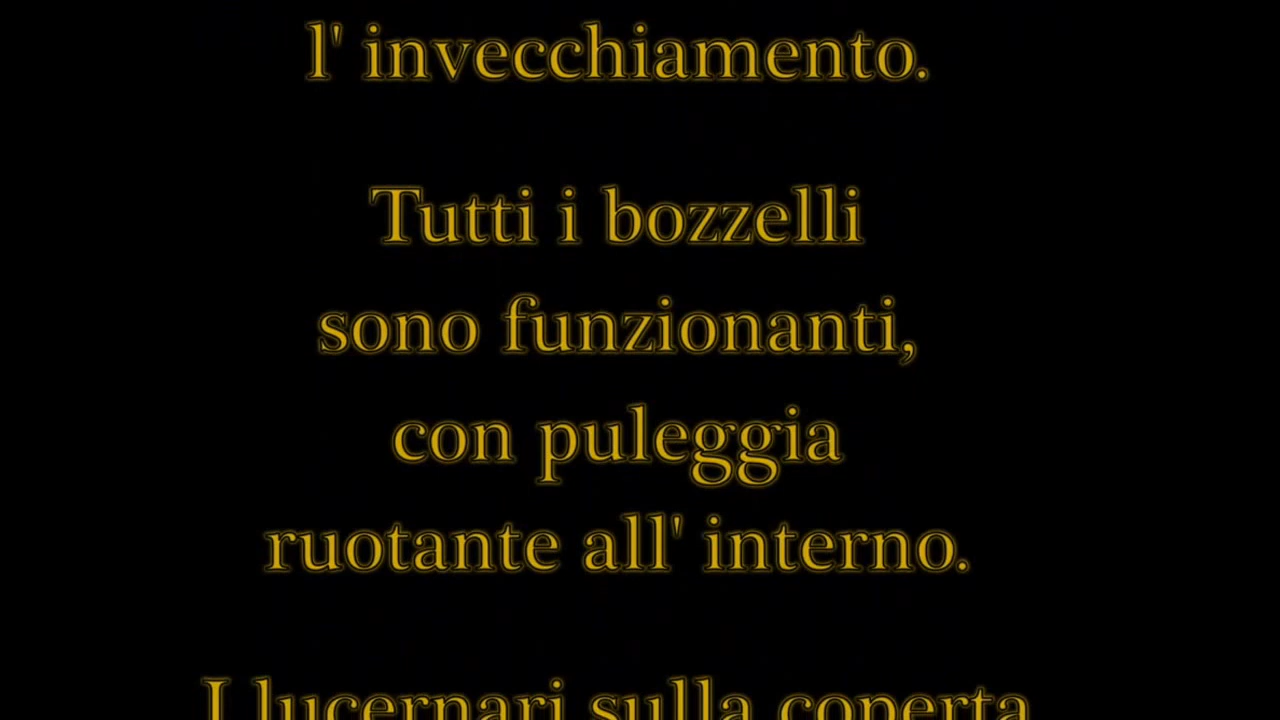 l' invecchiamento.
Tutti i bozzelli
sono funzionanti,
con puleggia
ruotante all' interno.
I lucernari sulla coperta